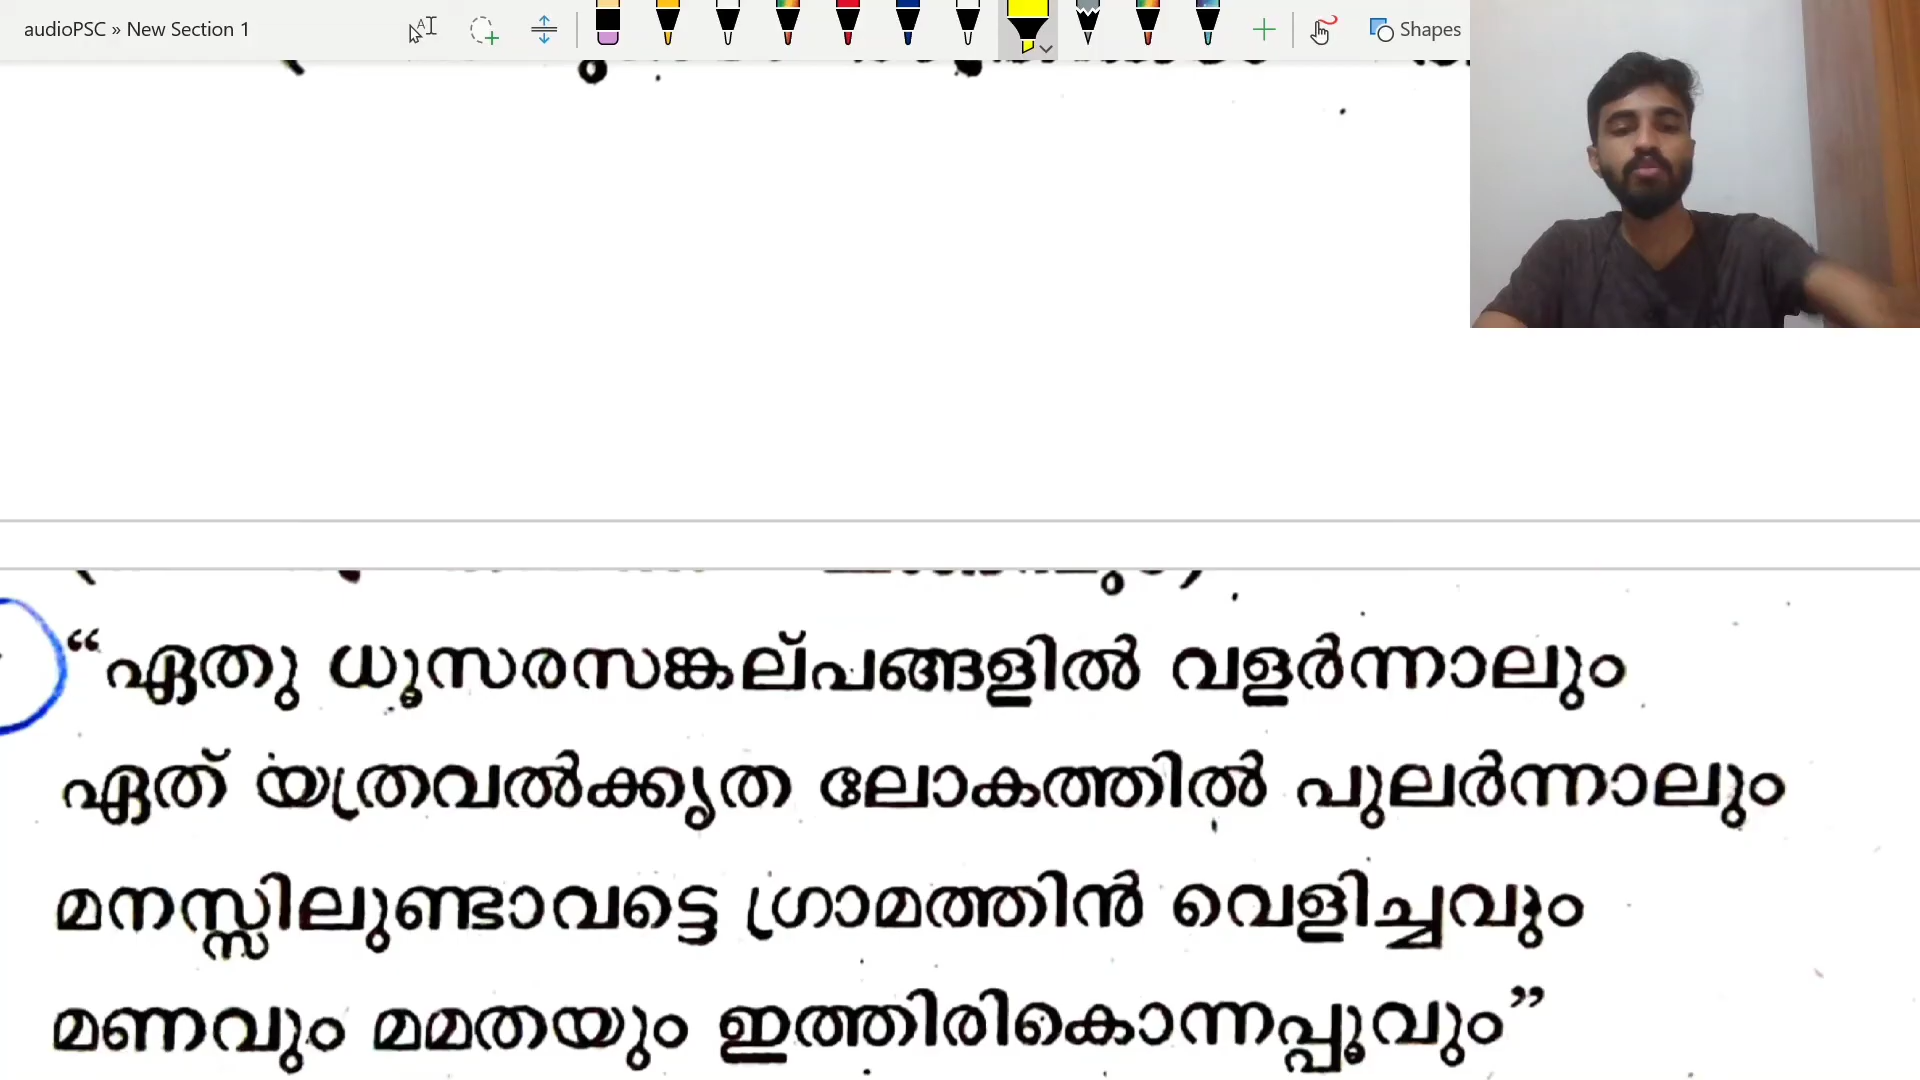 audioPSC » New Section 1
Shapes
“ഏതു ധൂസരസങ്കല്പങ്ങളിൽ വളർന്നാലും
ഏത് യത്രവൽക്കൃത ലോകത്തിൽ പുലർന്നാലും
മനസ്സിലുണ്ടാവട്ടെ ഗ്രാമത്തിൻ വെളിച്ചവും
മണവും മമതയും ഇത്തിരികൊന്നപ്പൂവും”